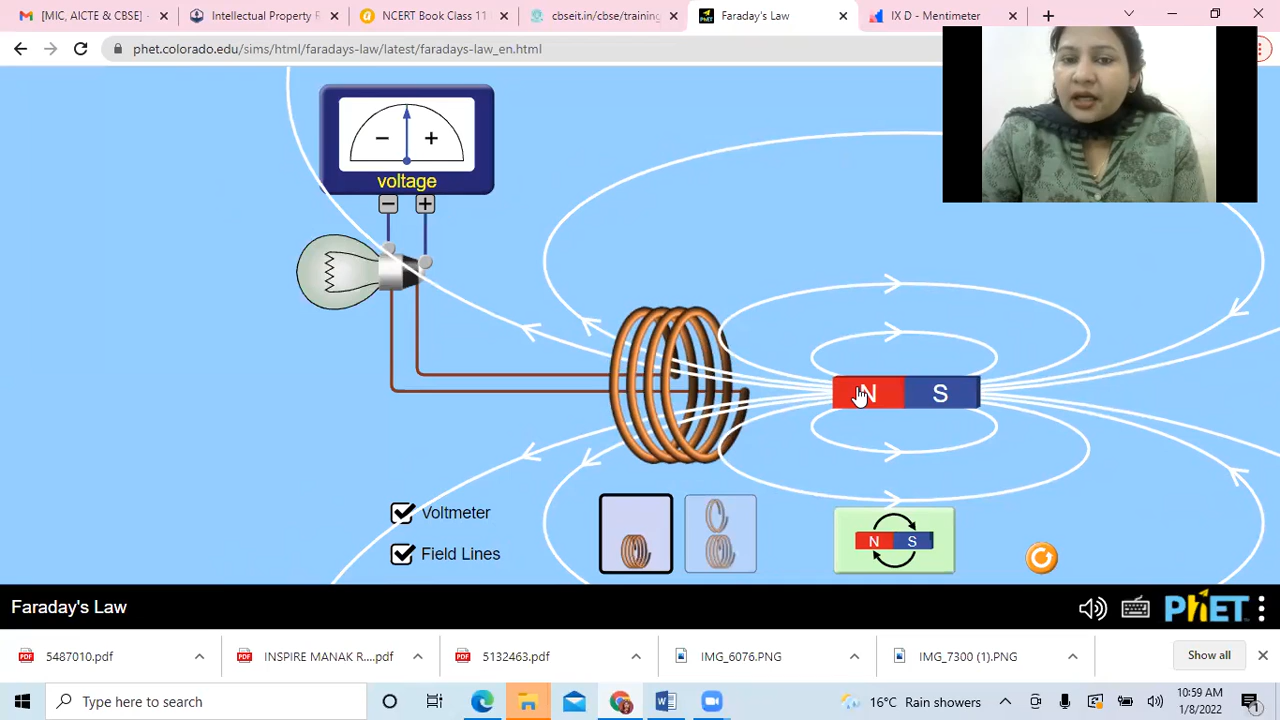 [MIC, AICTE & CBSE] -
Intellectual Property R
NCERT Book Class 11
cbseit.in/cbse/training
Faraday's Law
IX D - Mentimeter
phet.colorado.edu/sims/html/faradays-law/latest/faradays-law_en.html
− +
voltage
− +
N S
Voltmeter
Field Lines
N S
Faraday's Law
PhET
5487010.pdf
INSPIRE MANAK R....pdf
5132463.pdf
IMG_6076.PNG
IMG_7300 (1).PNG
Show all
Type here to search
16°C Rain showers
10:59 AM
1/8/2022